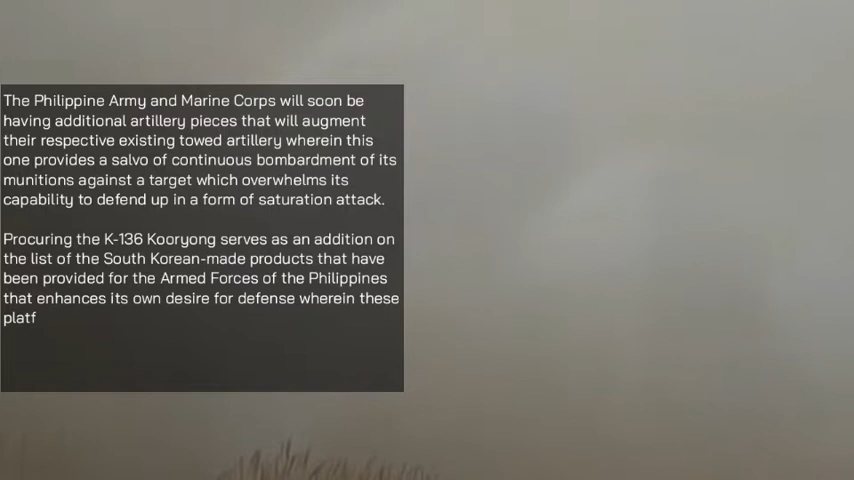 The Philippine Army and Marine Corps will soon be
having additional artillery pieces that will augment
their respective existing towed artillery wherein this
one provides a salvo of continuous bombardment of its
munitions against a target which overwhelms its
capability to defend up in a form of saturation attack.
Procuring the K-136 Kooryong serves as an addition on
the list of the South Korean-made products that have
been provided for the Armed Forces of the Philippines
that enhances its own desire for defense wherein these
platf